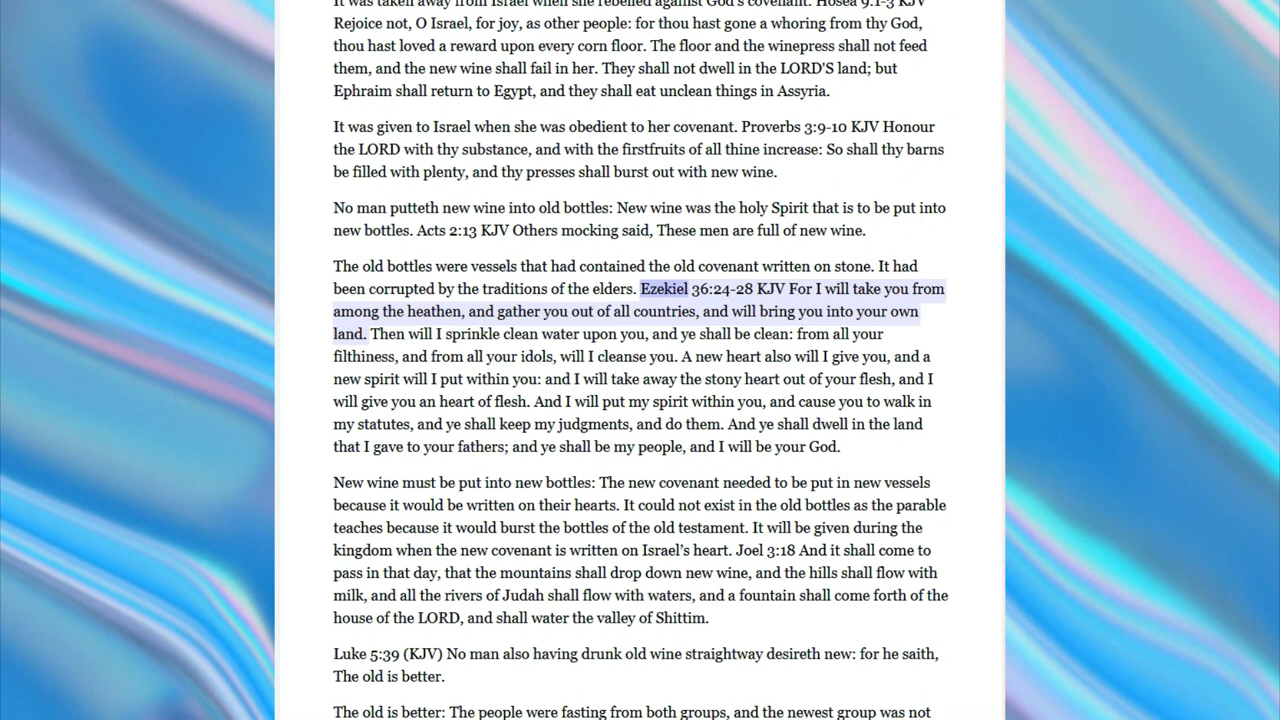 It was taken away from Israel when she rebelled against God's covenant. Hosea 9:1-3 KJV
Rejoice not, O Israel, for joy, as other people: for thou hast gone a whoring from thy God,
thou hast loved a reward upon every corn floor. The floor and the winepress shall not feed
them, and the new wine shall fail in her. They shall not dwell in the LORD'S land; but
Ephraim shall return to Egypt, and they shall eat unclean things in Assyria.
It was given to Israel when she was obedient to her covenant. Proverbs 3:9-10 KJV Honour
the LORD with thy substance, and with the firstfruits of all thine increase: So shall thy barns
be filled with plenty, and thy presses shall burst out with new wine.
No man putteth new wine into old bottles: New wine was the holy Spirit that is to be put into
new bottles. Acts 2:13 KJV Others mocking said, These men are full of new wine.
The old bottles were vessels that had contained the old covenant written on stone. It had
been corrupted by the traditions of the elders. Ezekiel 36:24-28 KJV For I will take you from
among the heathen, and gather you out of all countries, and will bring you into your own
land. Then will I sprinkle clean water upon you, and ye shall be clean: from all your
filthiness, and from all your idols, will I cleanse you. A new heart also will I give you, and a
new spirit will I put within you: and I will take away the stony heart out of your flesh, and I
will give you an heart of flesh. And I will put my spirit within you, and cause you to walk in
my statutes, and ye shall keep my judgments, and do them. And ye shall dwell in the land
that I gave to your fathers; and ye shall be my people, and I will be your God.
New wine must be put into new bottles: The new covenant needed to be put in new vessels
because it would be written on their hearts. It could not exist in the old bottles as the parable
teaches because it would burst the bottles of the old testament. It will be given during the
kingdom when the new covenant is written on Israel’s heart. Joel 3:18 And it shall come to
pass in that day, that the mountains shall drop down new wine, and the hills shall flow with
milk, and all the rivers of Judah shall flow with waters, and a fountain shall come forth of the
house of the LORD, and shall water the valley of Shittim.
Luke 5:39 (KJV) No man also having drunk old wine straightway desireth new: for he saith,
The old is better.
The old is better: The people were fasting from both groups, and the newest group was not